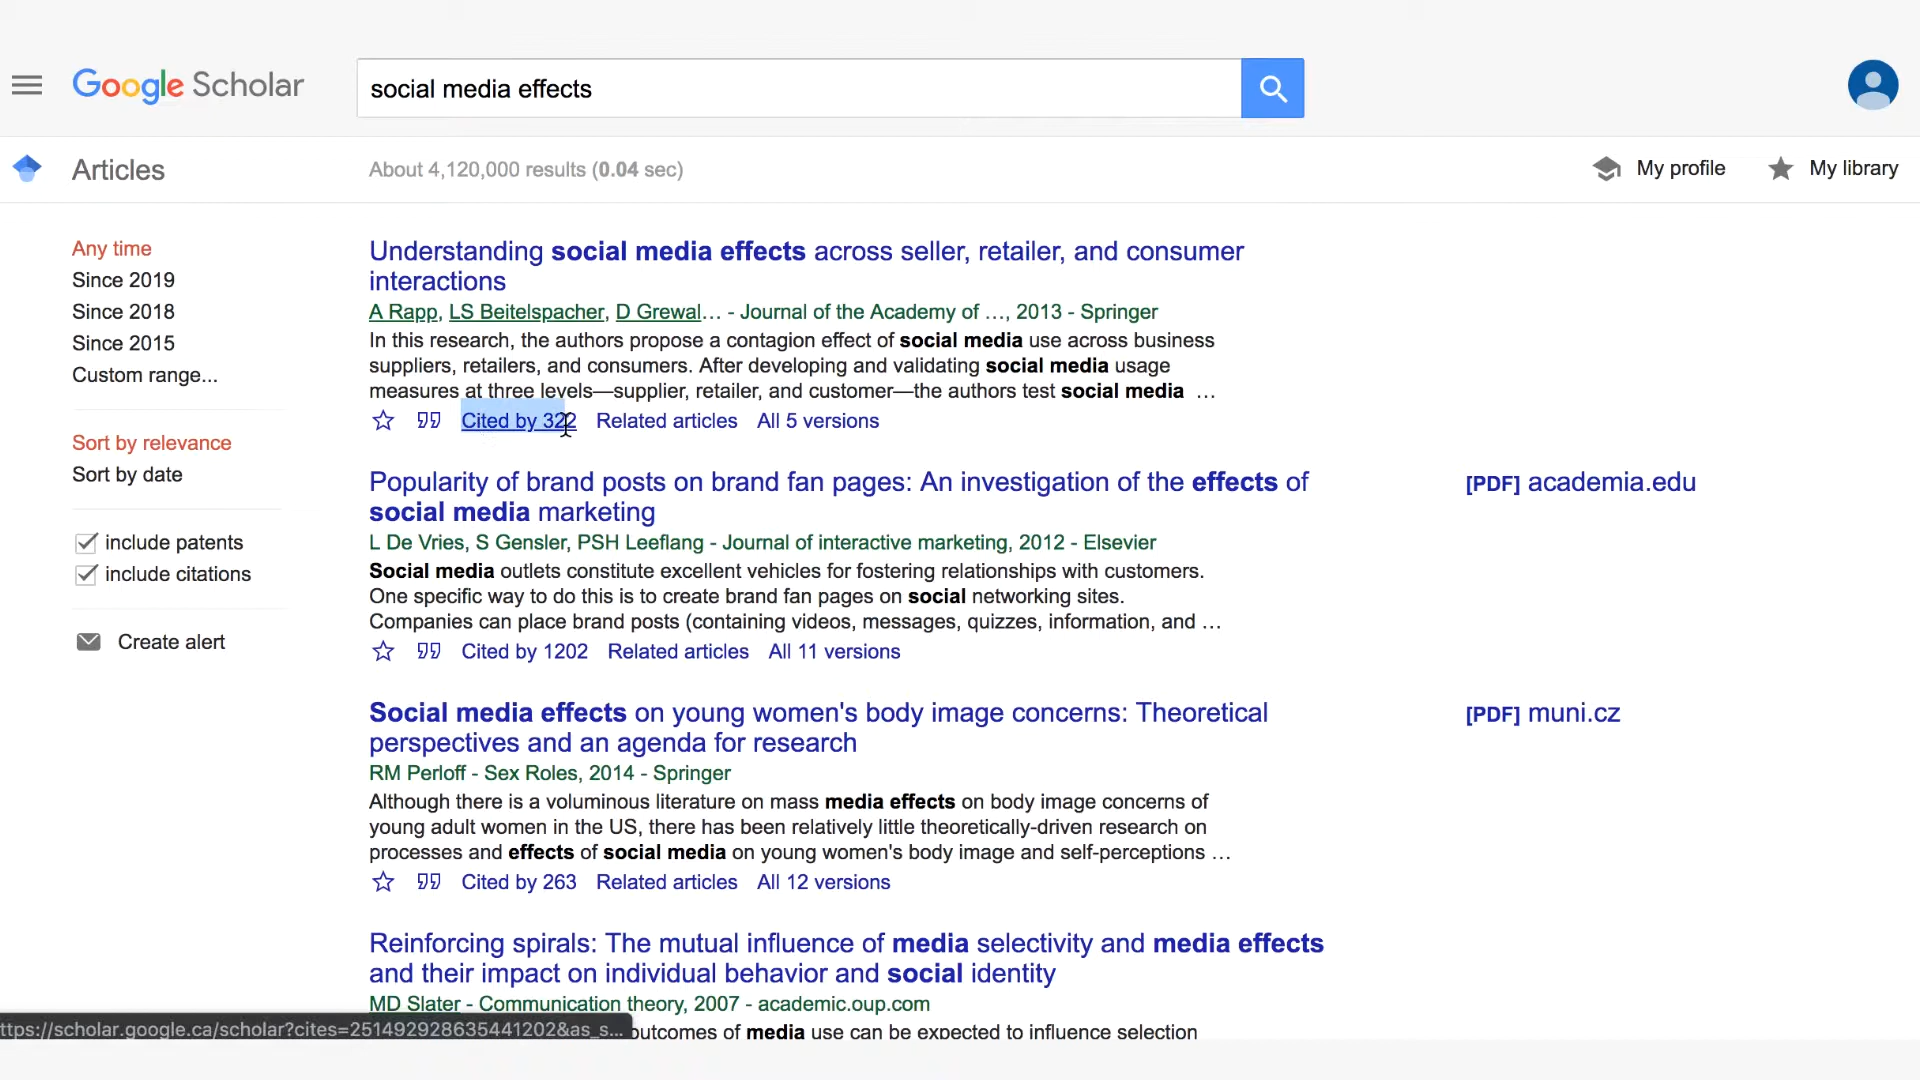 Google Scholar
social media effects
Articles
About 4,120,000 results (0.04 sec)
My profile
My library
Any time
Since 2019
Since 2018
Since 2015
Custom range...
Sort by relevance
Sort by date
include patents
include citations
Create alert
Understanding social media effects across seller, retailer, and consumer
interactions
A Rapp, LS Beitelspacher, D Grewal… - Journal of the Academy of …, 2013 - Springer
In this research, the authors propose a contagion effect of social media use across business
suppliers, retailers, and consumers. After developing and validating social media usage
measures at three levels—supplier, retailer, and customer—the authors test social media …
Cited by 322 Related articles All 5 versions
Popularity of brand posts on brand fan pages: An investigation of the effects of
social media marketing
[PDF] academia.edu
L De Vries, S Gensler, PSH Leeflang - Journal of interactive marketing, 2012 - Elsevier
Social media outlets constitute excellent vehicles for fostering relationships with customers.
One specific way to do this is to create brand fan pages on social networking sites.
Companies can place brand posts (containing videos, messages, quizzes, information, and …
Cited by 1202 Related articles All 11 versions
Social media effects on young women's body image concerns: Theoretical
perspectives and an agenda for research
[PDF] muni.cz
RM Perloff - Sex Roles, 2014 - Springer
Although there is a voluminous literature on mass media effects on body image concerns of
young adult women in the US, there has been relatively little theoretically-driven research on
processes and effects of social media on young women's body image and self-perceptions …
Cited by 263 Related articles All 12 versions
Reinforcing spirals: The mutual influence of media selectivity and media effects
and their impact on individual behavior and social identity
MD Slater - Communication theory, 2007 - academic.oup.com
outcomes of media use can be expected to influence selection
ttps://scholar.google.ca/scholar?cites=2514929286354412​02&as_s...